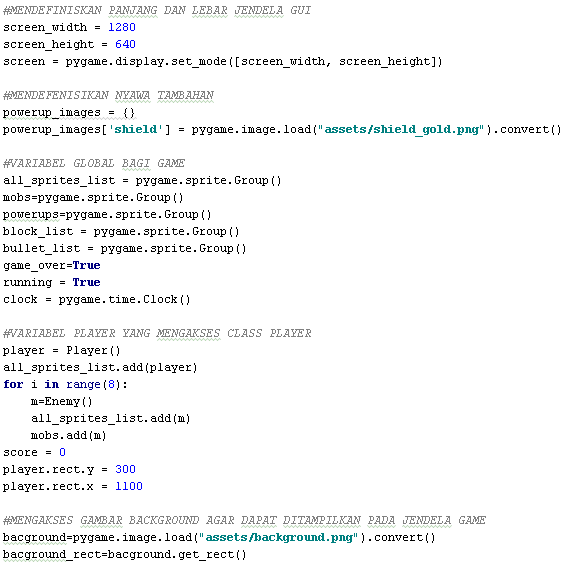 #MENDEFINISKAN PANJANG DAN LEBAR JENDELA GUI
screen_width = 1280
screen_height = 640
screen = pygame.display.set_mode([screen_width, screen_height])
#MENDEFENISIKAN NYAWA TAMBAHAN
powerup_images = {}
powerup_images['shield'] = pygame.image.load("assets/shield_gold.png").convert()
#VARIABEL GLOBAL BAGI GAME
all_sprites_list = pygame.sprite.Group()
mobs=pygame.sprite.Group()
powerups=pygame.sprite.Group()
block_list = pygame.sprite.Group()
bullet_list = pygame.sprite.Group()
game_over=True
running = True
clock = pygame.time.Clock()
#VARIABEL PLAYER YANG MENGAKSES CLASS PLAYER
player = Player()
all_sprites_list.add(player)
for i in range(8):
    m=Enemy()
    all_sprites_list.add(m)
    mobs.add(m)
score = 0
player.rect.y = 300
player.rect.x = 1100
#MENGAKSES GAMBAR BACKGROUND AGAR DAPAT DITAMPILKAN PADA JENDELA GAME
bacground=pygame.image.load("assets/background.png").convert()
bacground_rect=bacground.get_rect()